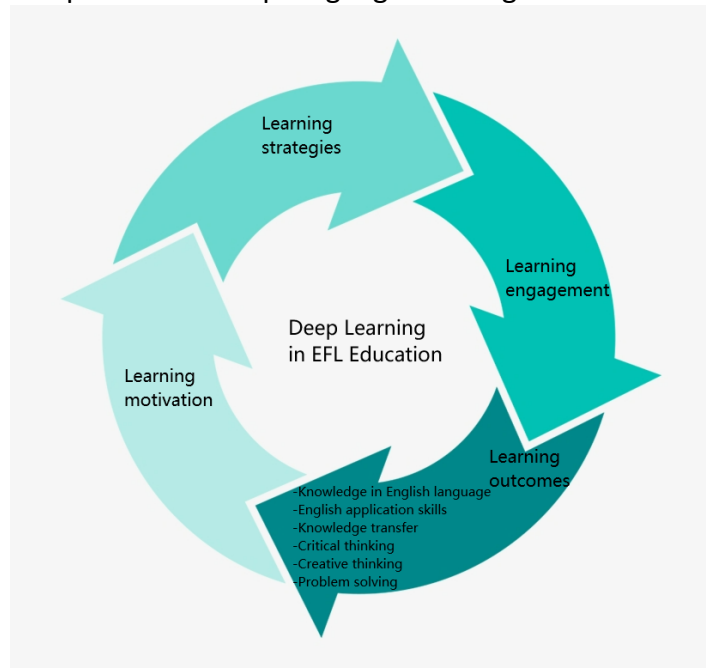 Learning
strategies
Learning
engagement
Deep Learning
in EFL Education
Learning
motivation
Learning
outcomes
-Knowledge in English language
-English application skills
-Knowledge transfer
-Critical thinking
-Creative thinking
-Problem solving